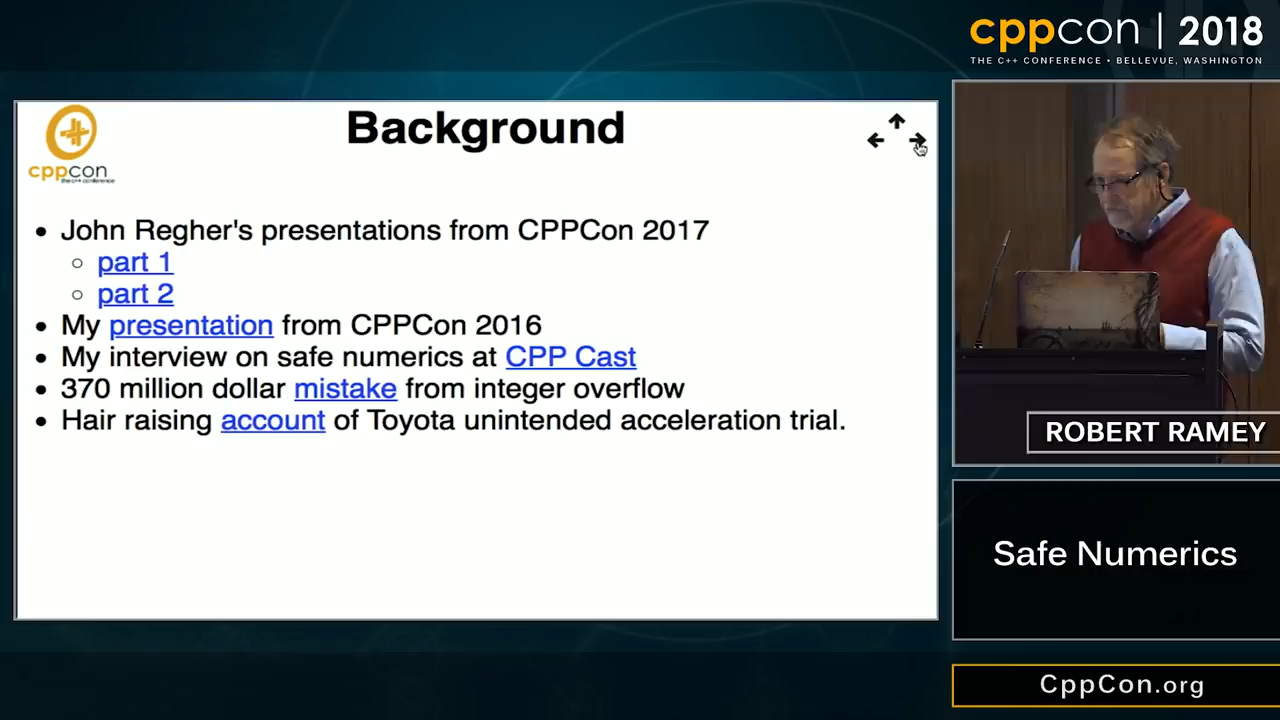 cppcon | 2018
THE C++ CONFERENCE • BELLEVUE, WASHINGTON
Background
cppcon
the c++ conference
John Regher's presentations from CPPCon 2017
part 1
part 2
My presentation from CPPCon 2016
My interview on safe numerics at CPP Cast
370 million dollar mistake from integer overflow
Hair raising account of Toyota unintended acceleration trial.
ROBERT RAMEY
Safe Numerics
CppCon.org